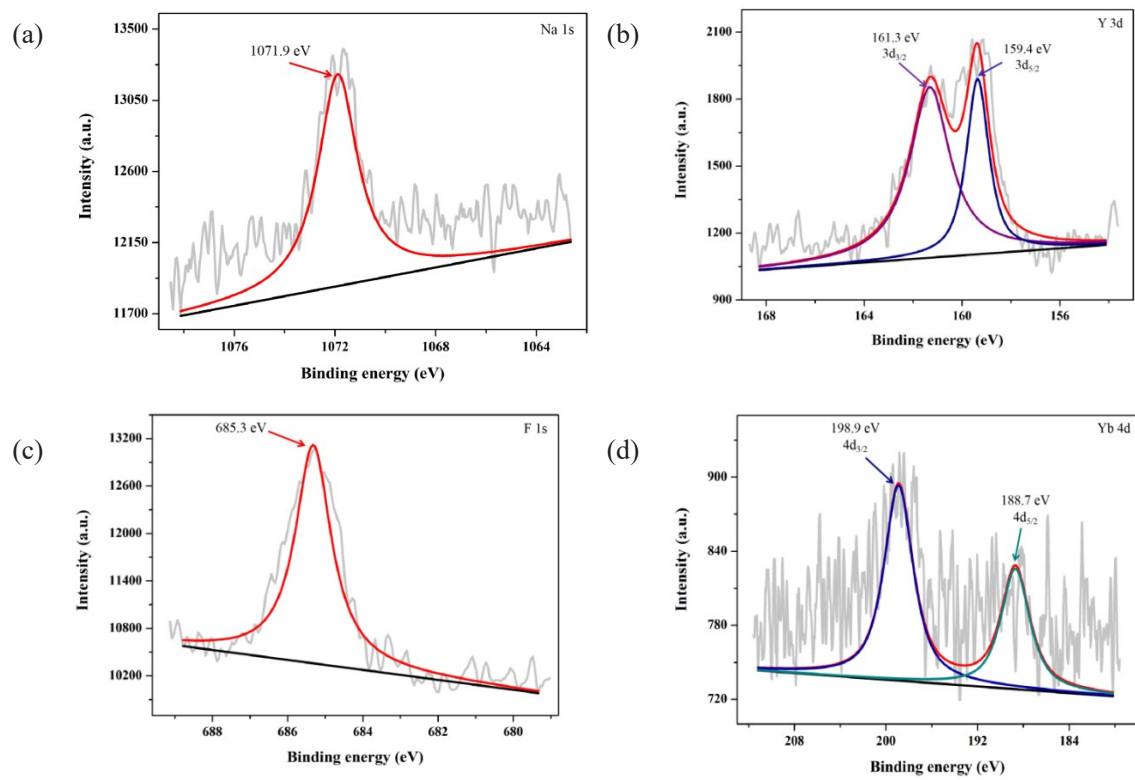 (a)
Na 1s
1071.9 eV
13500
13050
12600
12150
11700
Intensity (a.u.)
1076
1072
1068
1064
Binding energy (eV)
(b)
Y 3d
161.3 eV
3d3/2
159.4 eV
3d5/2
2100
1800
1500
1200
900
Intensity (a.u.)
168
164
160
156
Binding energy (eV)
(c)
F 1s
685.3 eV
13200
12600
12000
11400
10800
10200
Intensity (a.u.)
688
686
684
682
680
Binding energy (eV)
(d)
Yb 4d
198.9 eV
4d3/2
188.7 eV
4d5/2
900
840
780
720
Intensity (a.u.)
208
200
192
184
Binding energy (eV)